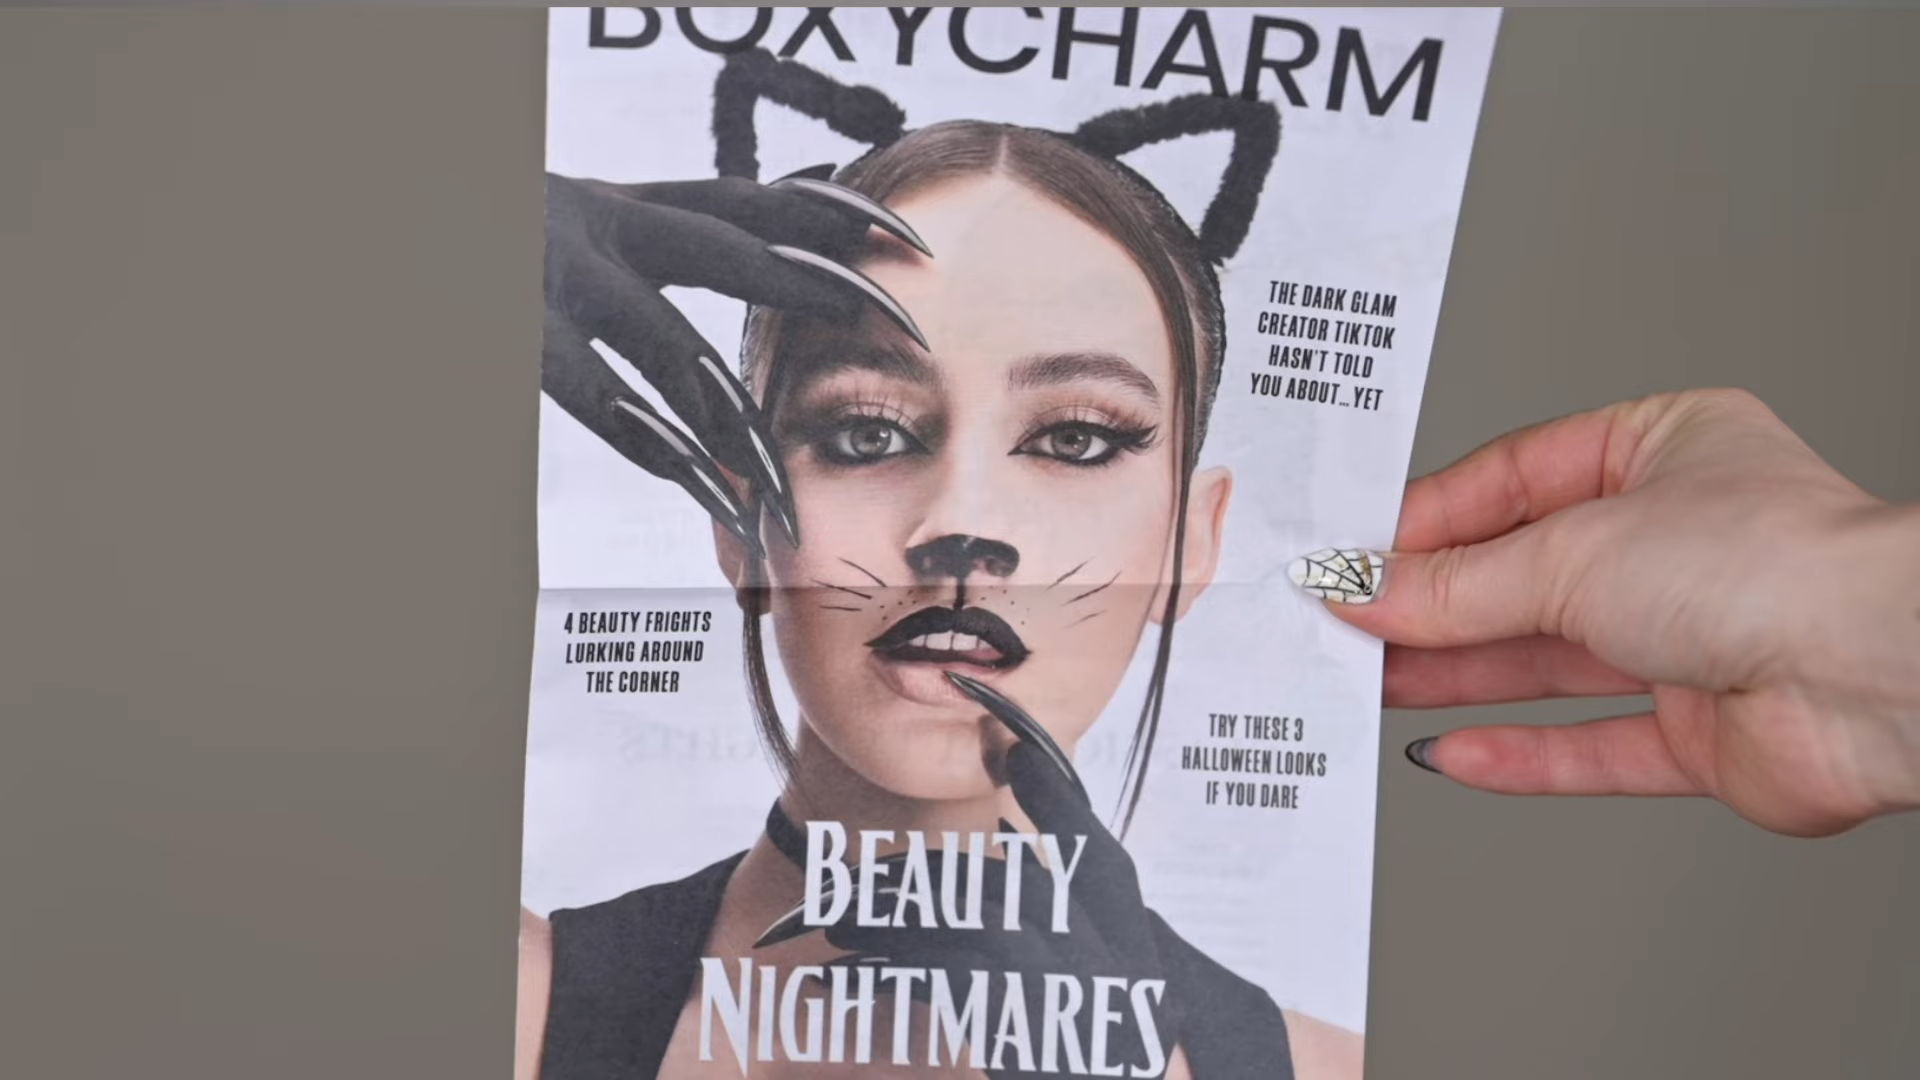 BOXYCHARM
THE DARK GLAM
CREATOR TIKTOK
HASN'T TOLD
YOU ABOUT...YET
4 BEAUTY FRIGHTS
LURKING AROUND
THE CORNER
TRY THESE 3
HALLOWEEN LOOKS
IF YOU DARE
BEAUTY
NIGHTMARES